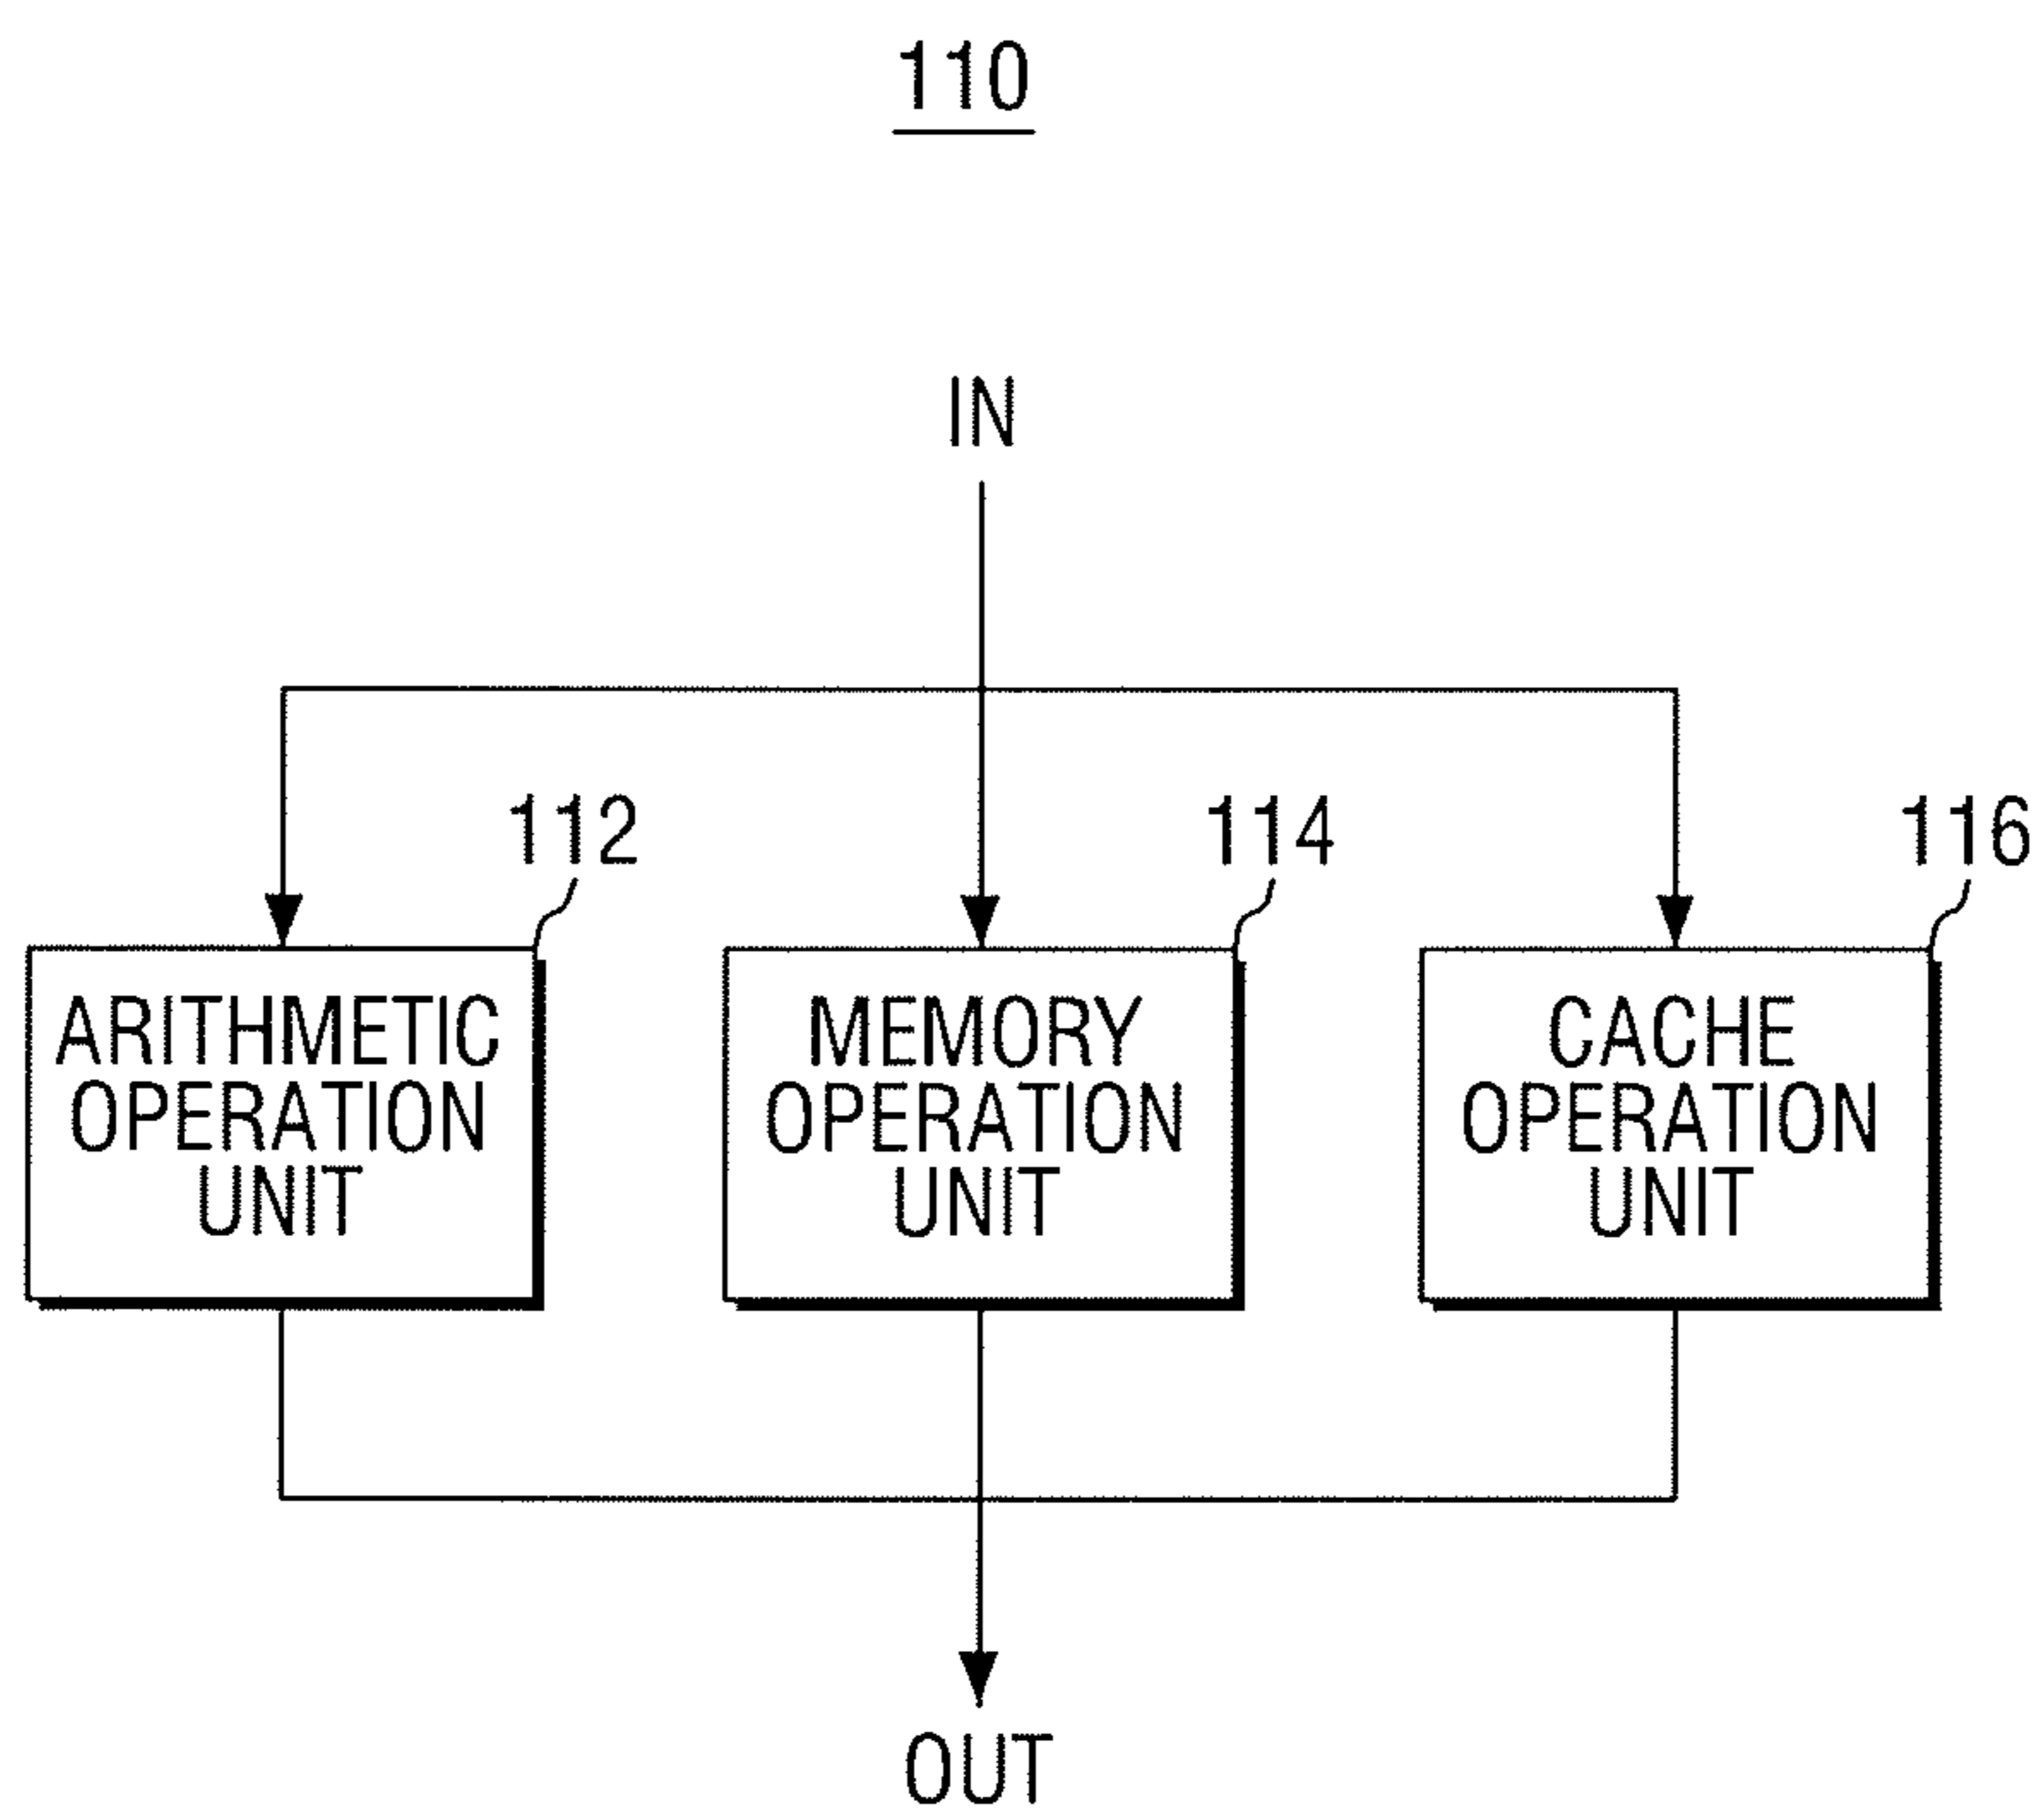 110
IN
112
114
116
ARITHMETIC
OPERATION
UNIT
MEMORY
OPERATION
UNIT
CACHE
OPERATION
UNIT
OUT